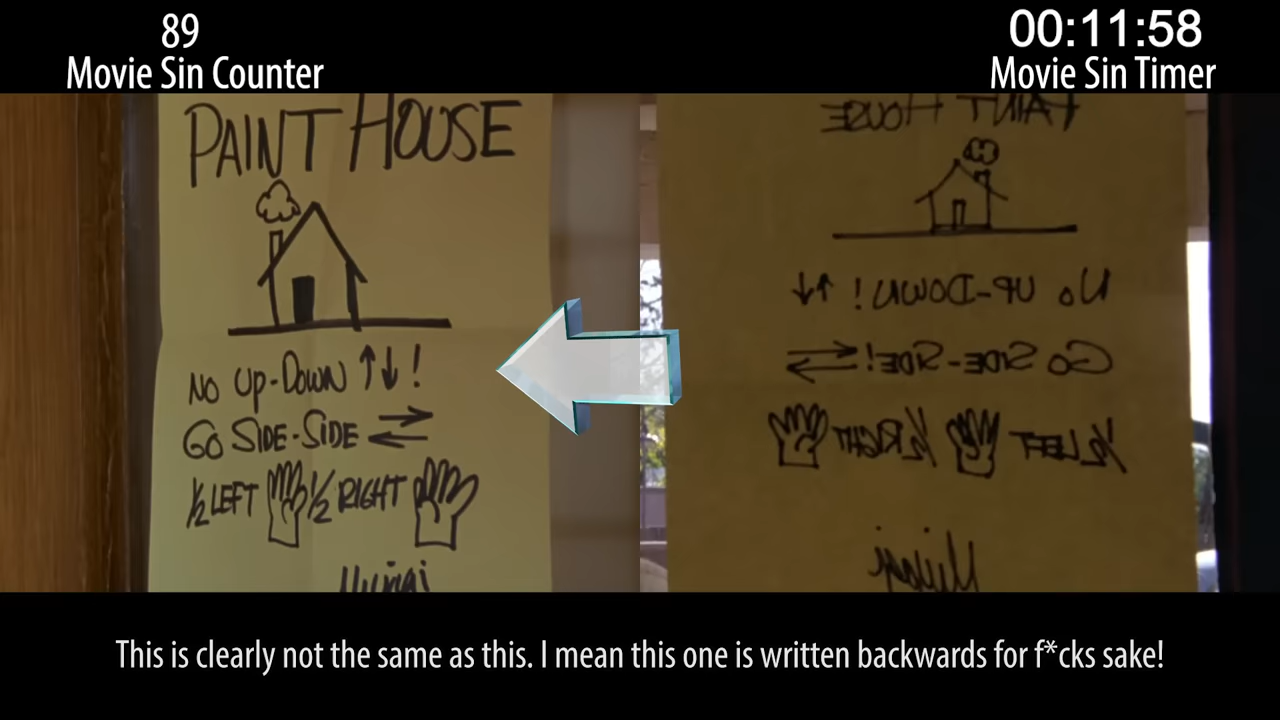 89
Movie Sin Counter
00:11:58
Movie Sin Timer
PAINT HOUSE
NO UP-DOWN ↑↓!
GO SIDE-SIDE
½ LEFT ½ RIGHT
Miyagi
PAINT HOUSE
NO UP-DOWN! ↑↓
GO SIDE-SIDE!
½ LEFT ½ RIGHT
Miyagi
This is clearly not the same as this. I mean this one is written backwards for f*cks sake!